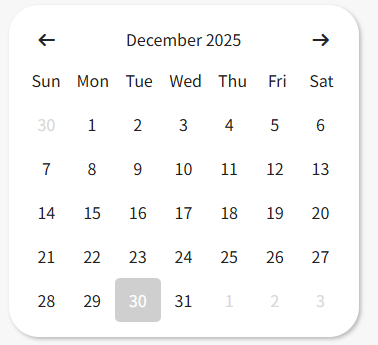 December 2025
Sun Mon Tue Wed Thu Fri Sat
30 1 2 3 4 5 6
7 8 9 10 11 12 13
14 15 16 17 18 19 20
21 22 23 24 25 26 27
28 29 30 31 1 2 3